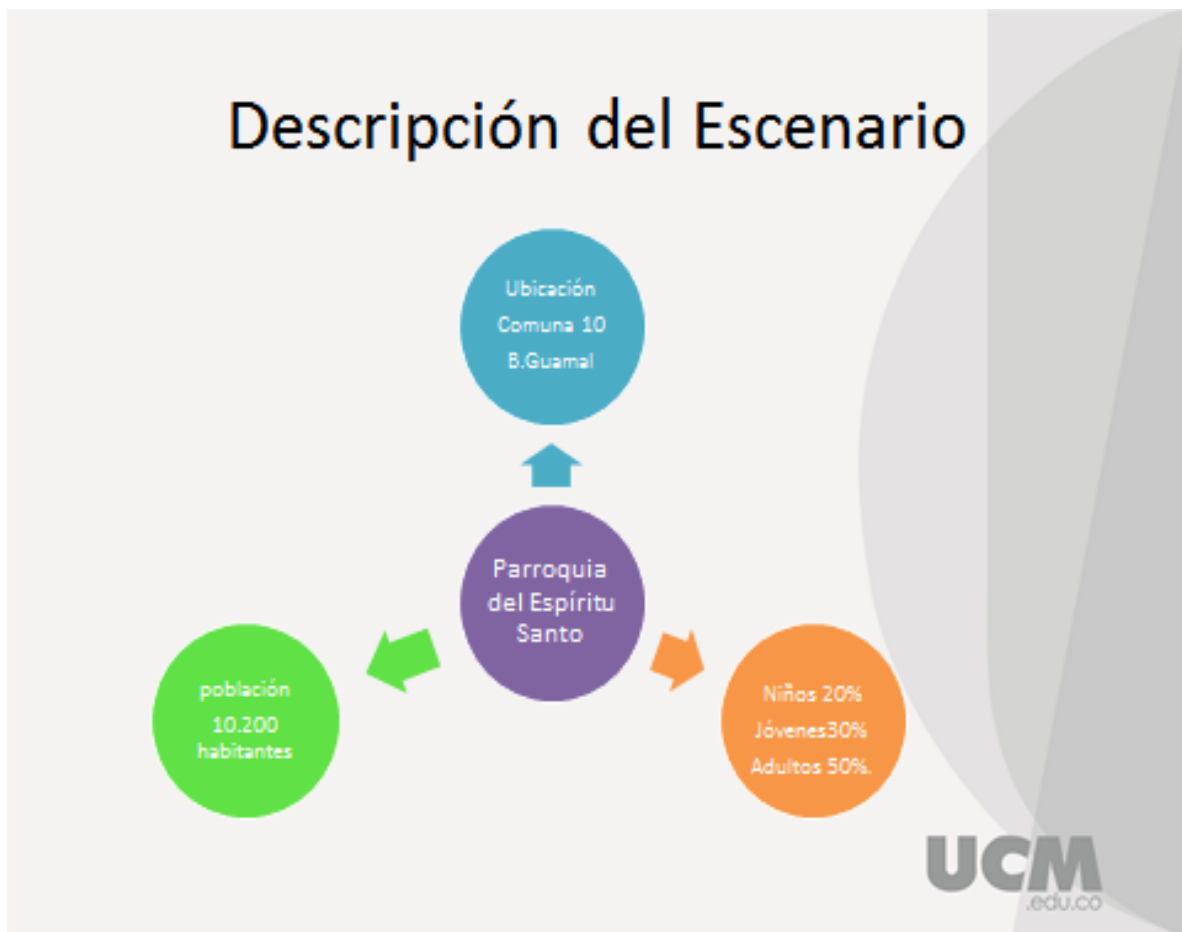 Descripción del Escenario
Ubicación
Comuna 10
B.Guamal
Parroquia
del Espíritu
Santo
población
10.200
habitantes
Niños 20%
Jóvenes30%
Adultos 50%.
UCM
.edu.co